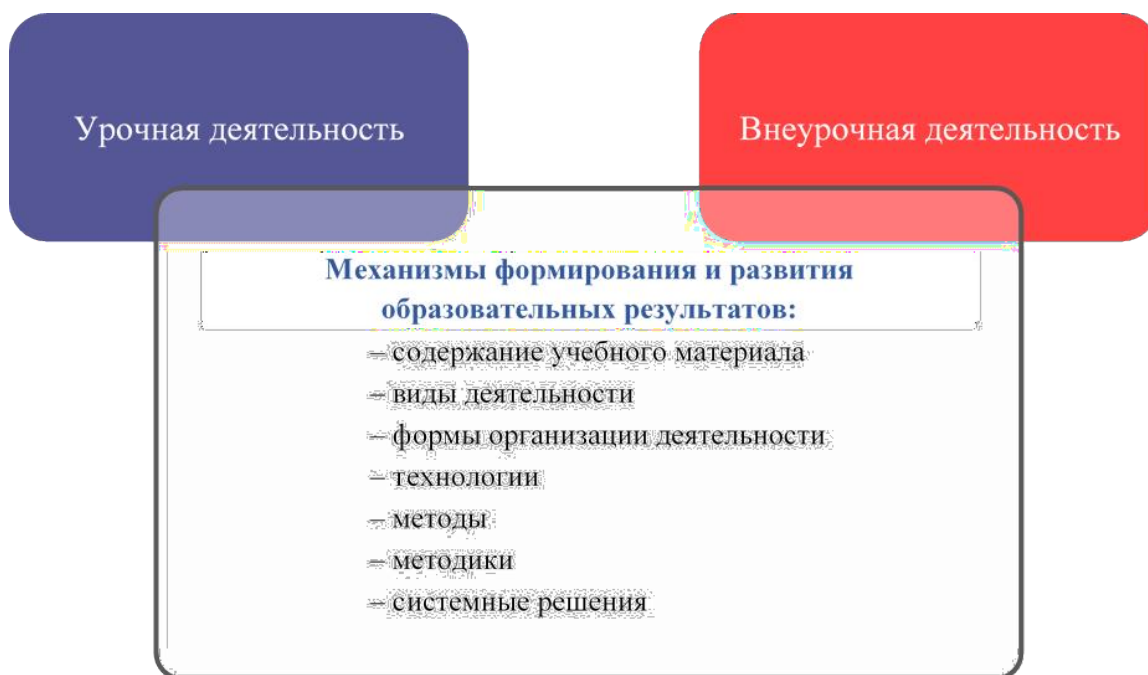 Урочная деятельность
Внеурочная деятельность
Механизмы формирования и развития
образовательных результатов:
– содержание учебного материала
– виды деятельности
– формы организации деятельности
– технологии
– методы
– методики
– системные решения